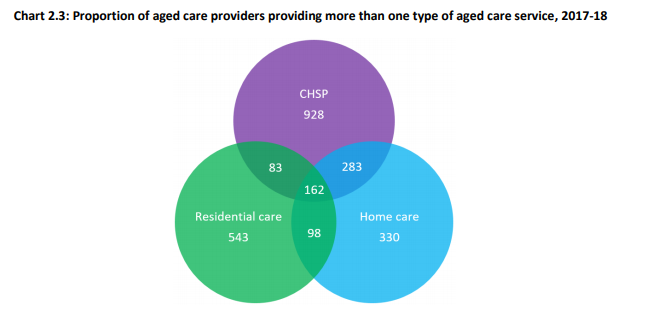 Chart 2.3: Proportion of aged care providers providing more than one type of aged care service, 2017-18
CHSP
928
83
283
162
Residential care
543
Home care
330
98